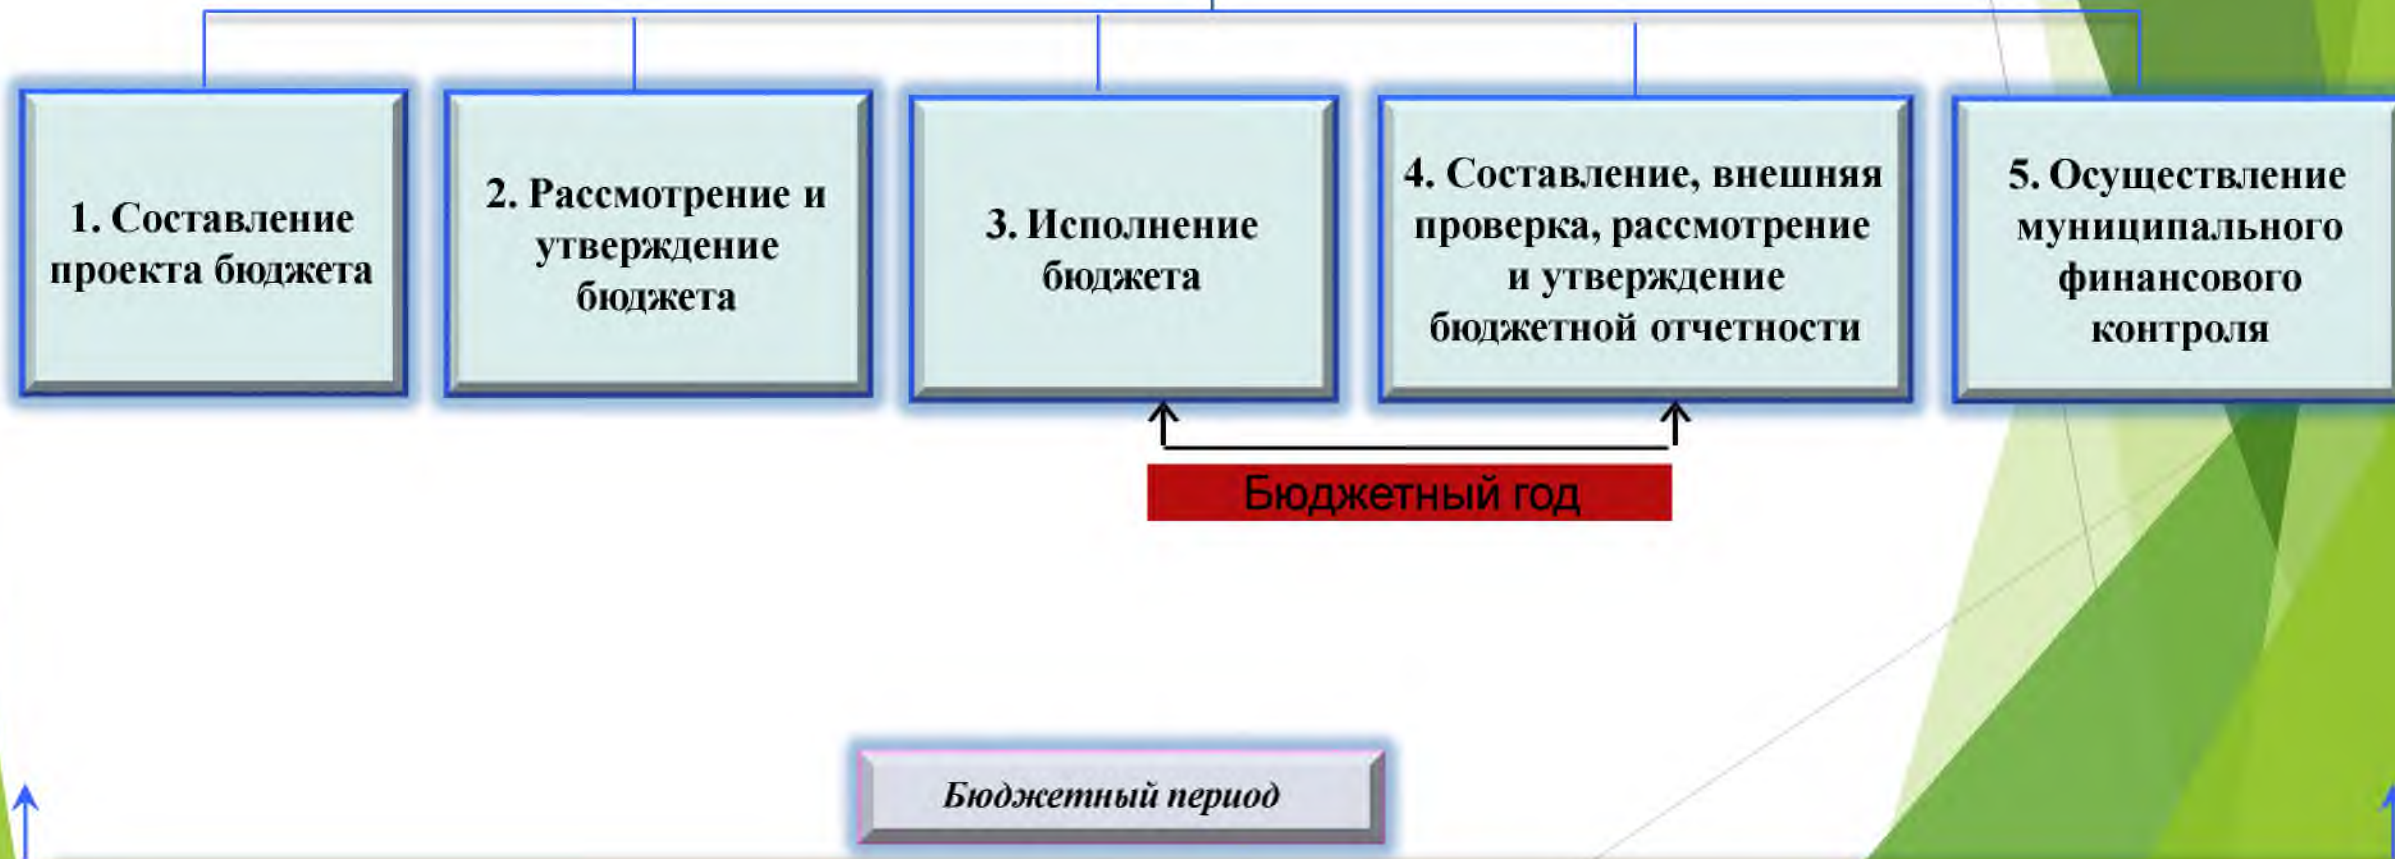 1. Составление
проекта бюджета
2. Рассмотрение и
утверждение
бюджета
3. Исполнение
бюджета
4. Составление, внешняя
проверка, рассмотрение
и утверждение
бюджетной отчетности
5. Осуществление
муниципального
финансового
контроля
Бюджетный год
Бюджетный период